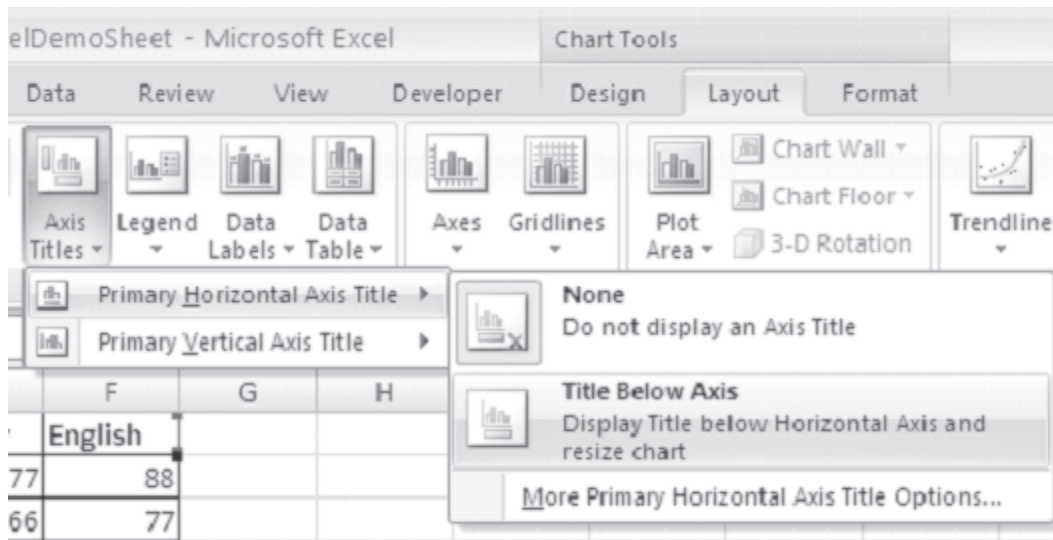 elDemoSheet - Microsoft Excel
Chart Tools
Data Review View Developer Design Layout Format
Axis Titles
Legend
Data Labels
Data Table
Axes
Gridlines
Plot Area
Chart Wall
Chart Floor
3-D Rotation
Trendline
Primary Horizontal Axis Title
Primary Vertical Axis Title
None
Do not display an Axis Title
Title Below Axis
Display Title below Horizontal Axis and
resize chart
More Primary Horizontal Axis Title Options...
F G H
English
77 88
66 77